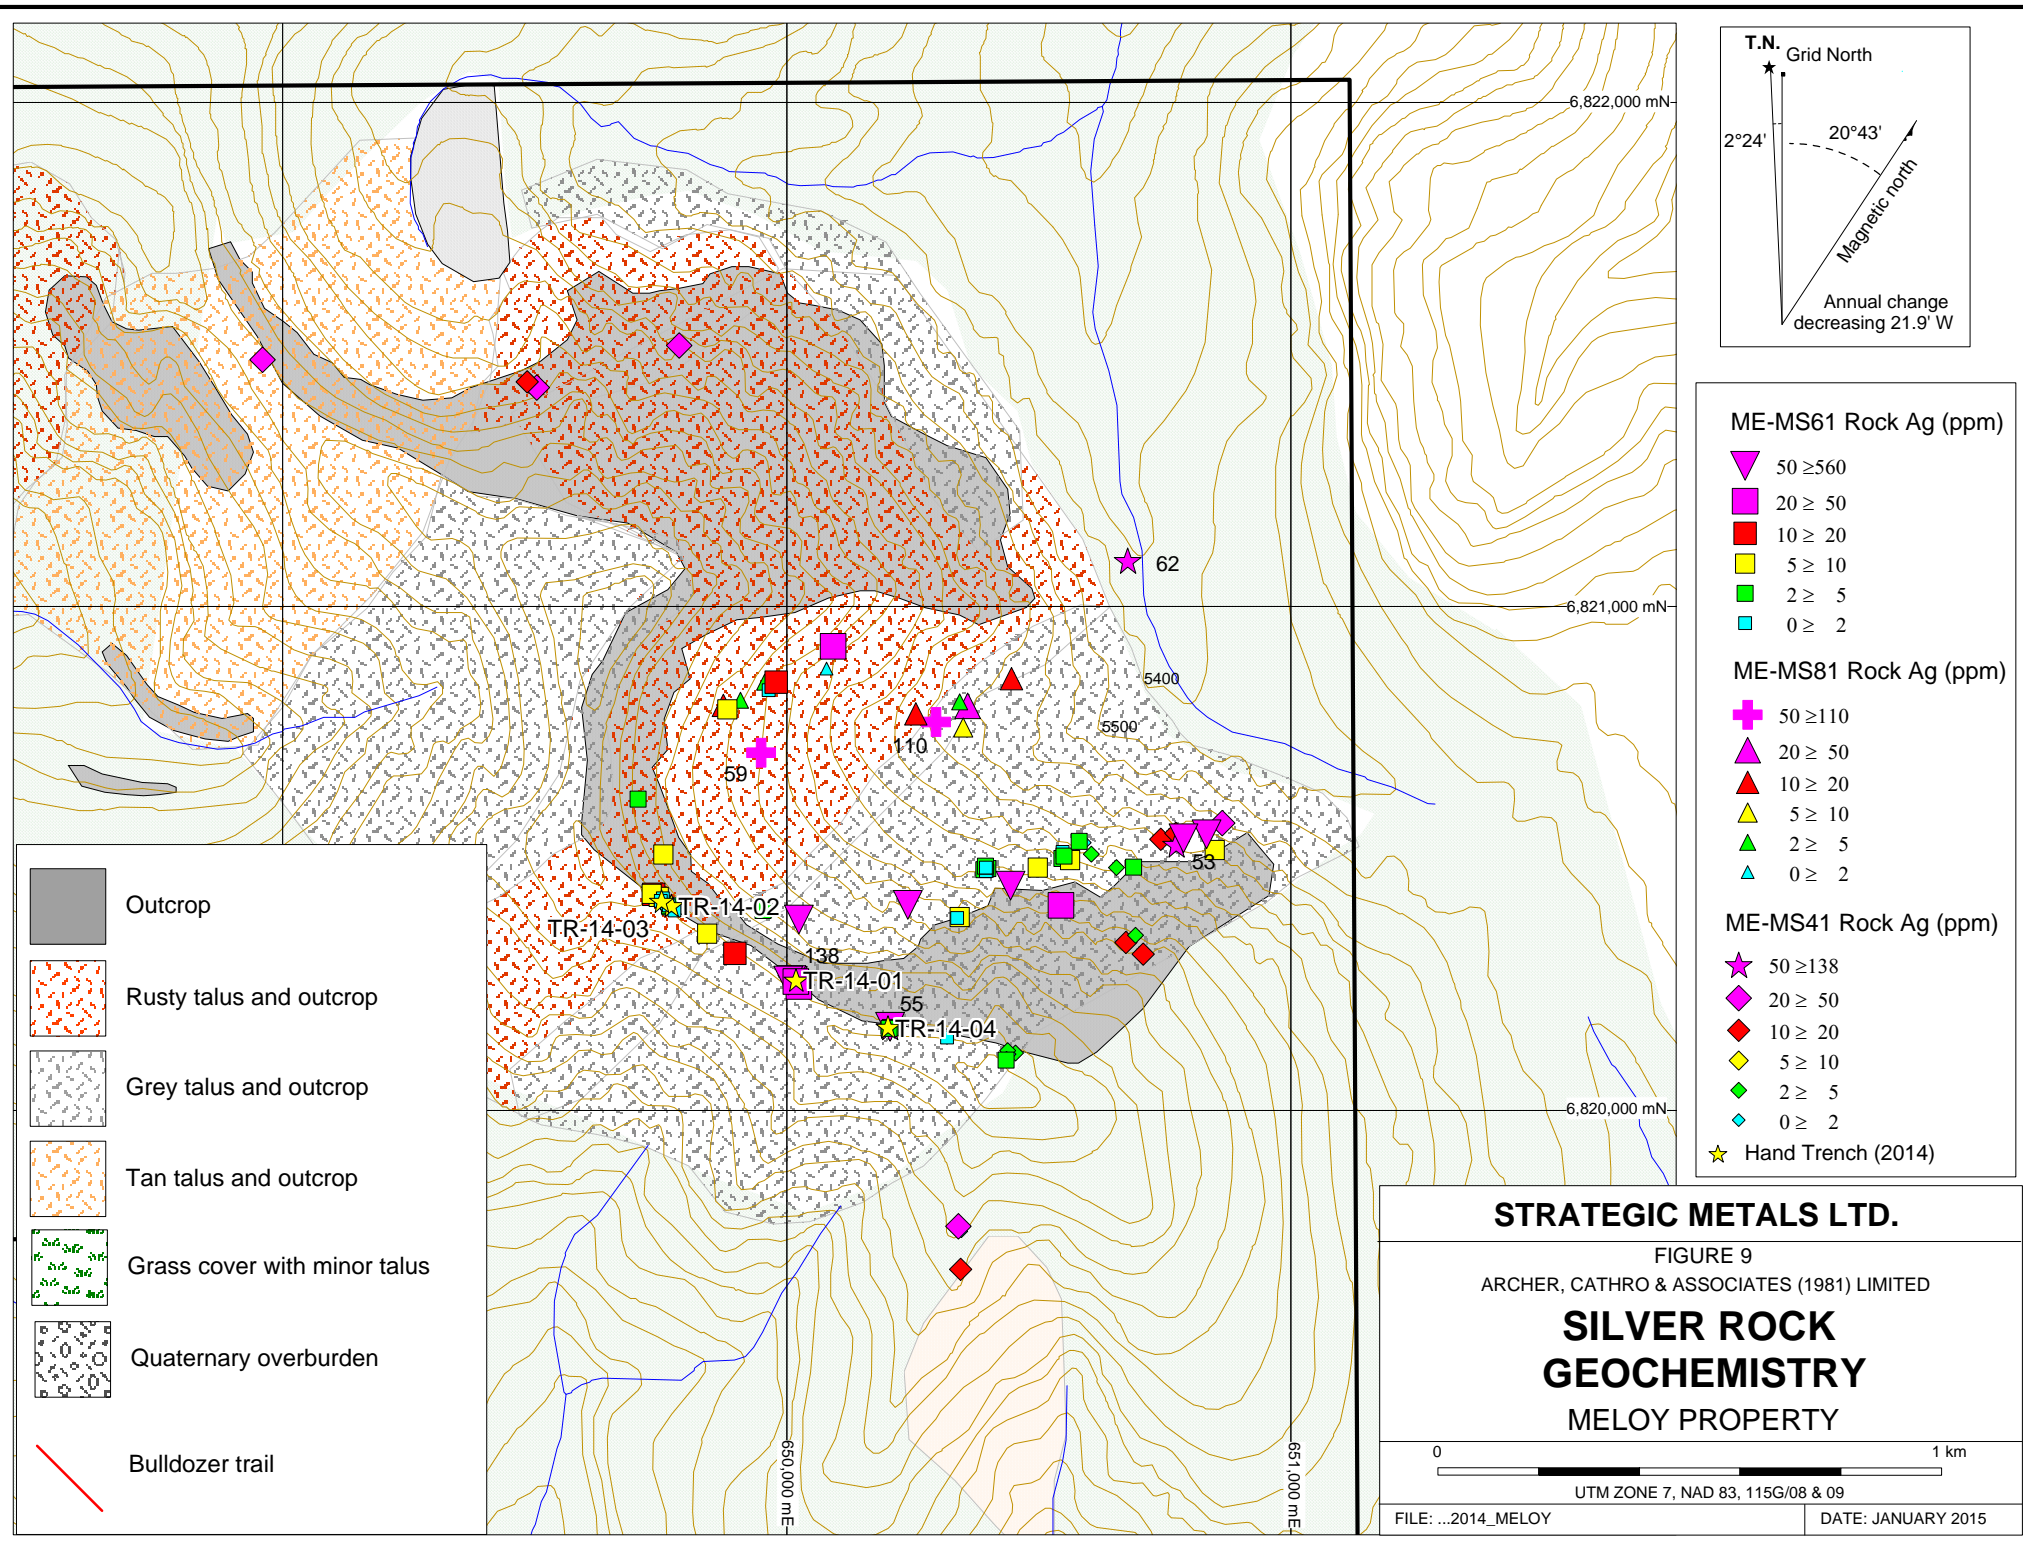 T.N.
Grid North
2°24'
20°43'
Magnetic north
Annual change
decreasing 21.9' W
6,822,000 mN
6,821,000 mN
6,820,000 mN
62
5400
5500
110
59
53
TR-14-02
TR-14-03
138
TR-14-01
55
TR-14-04
650,000 mE
651,000 mE
ME-MS61 Rock Ag (ppm)
50 ≥560
20 ≥ 50
10 ≥ 20
5 ≥ 10
2 ≥ 5
0 ≥ 2
ME-MS81 Rock Ag (ppm)
50 ≥110
20 ≥ 50
10 ≥ 20
5 ≥ 10
2 ≥ 5
0 ≥ 2
ME-MS41 Rock Ag (ppm)
50 ≥138
20 ≥ 50
10 ≥ 20
5 ≥ 10
2 ≥ 5
0 ≥ 2
Hand Trench (2014)
Outcrop
Rusty talus and outcrop
Grey talus and outcrop
Tan talus and outcrop
Grass cover with minor talus
Quaternary overburden
Bulldozer trail
STRATEGIC METALS LTD.
FIGURE 9
ARCHER, CATHRO & ASSOCIATES (1981) LIMITED
SILVER ROCK
GEOCHEMISTRY
MELOY PROPERTY
0 1 km
UTM ZONE 7, NAD 83, 115G/08 & 09
FILE: ...2014_MELOY
DATE: JANUARY 2015